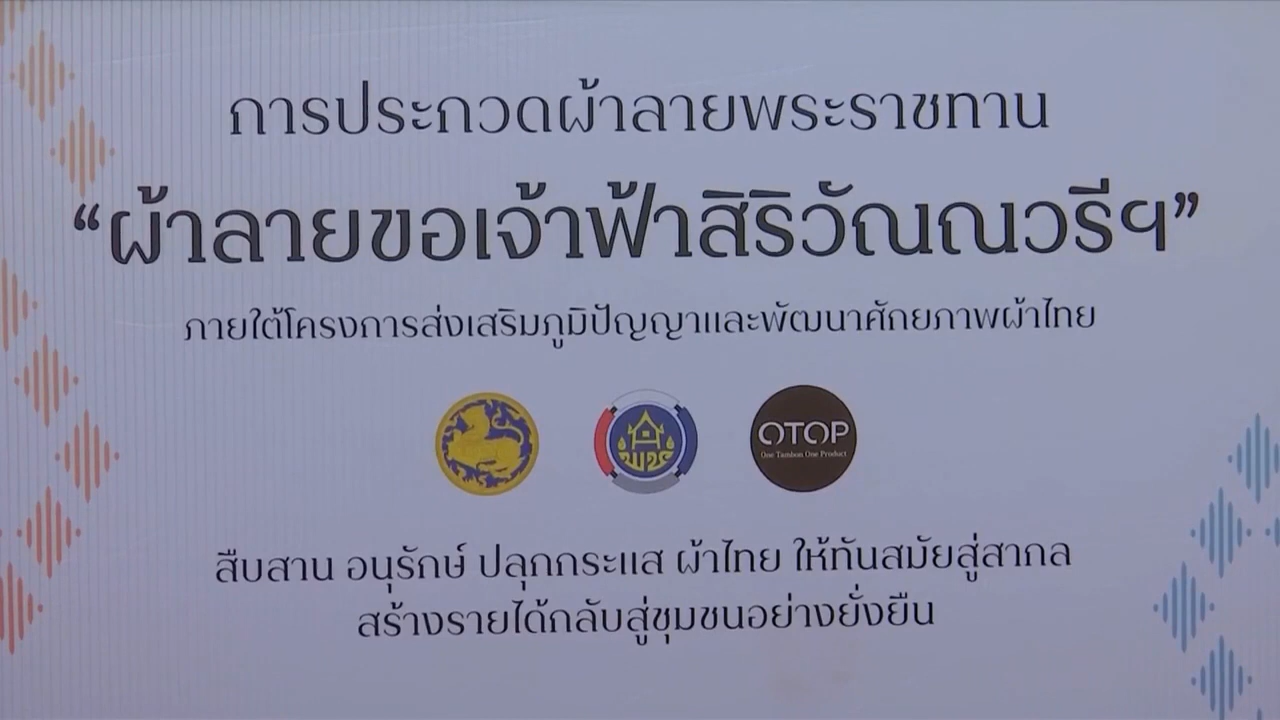 การประกวดผ้าลายพระราชทาน
“ผ้าลายขอเจ้าฟ้าสิริวัณณวรีฯ”
ภายใต้โครงการส่งเสริมภูมิปัญญาและพัฒนาศักยภาพผ้าไทย
พช
OTOP
One Tambon One Product
สืบสาน อนุรักษ์ ปลุกกระแส ผ้าไทย ให้ทันสมัยสู่สากล
สร้างรายได้กลับสู่ชุมชนอย่างยั่งยืน